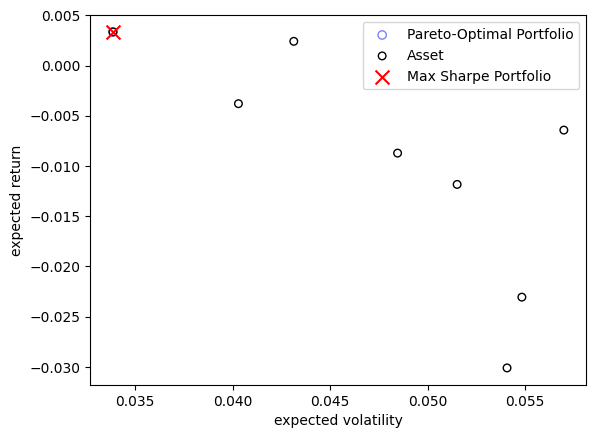 0.005
0.000
−0.005
−0.010
−0.015
−0.020
−0.025
−0.030
expected return
Pareto-Optimal Portfolio
Asset
Max Sharpe Portfolio
0.035 0.040 0.045 0.050 0.055
expected volatility